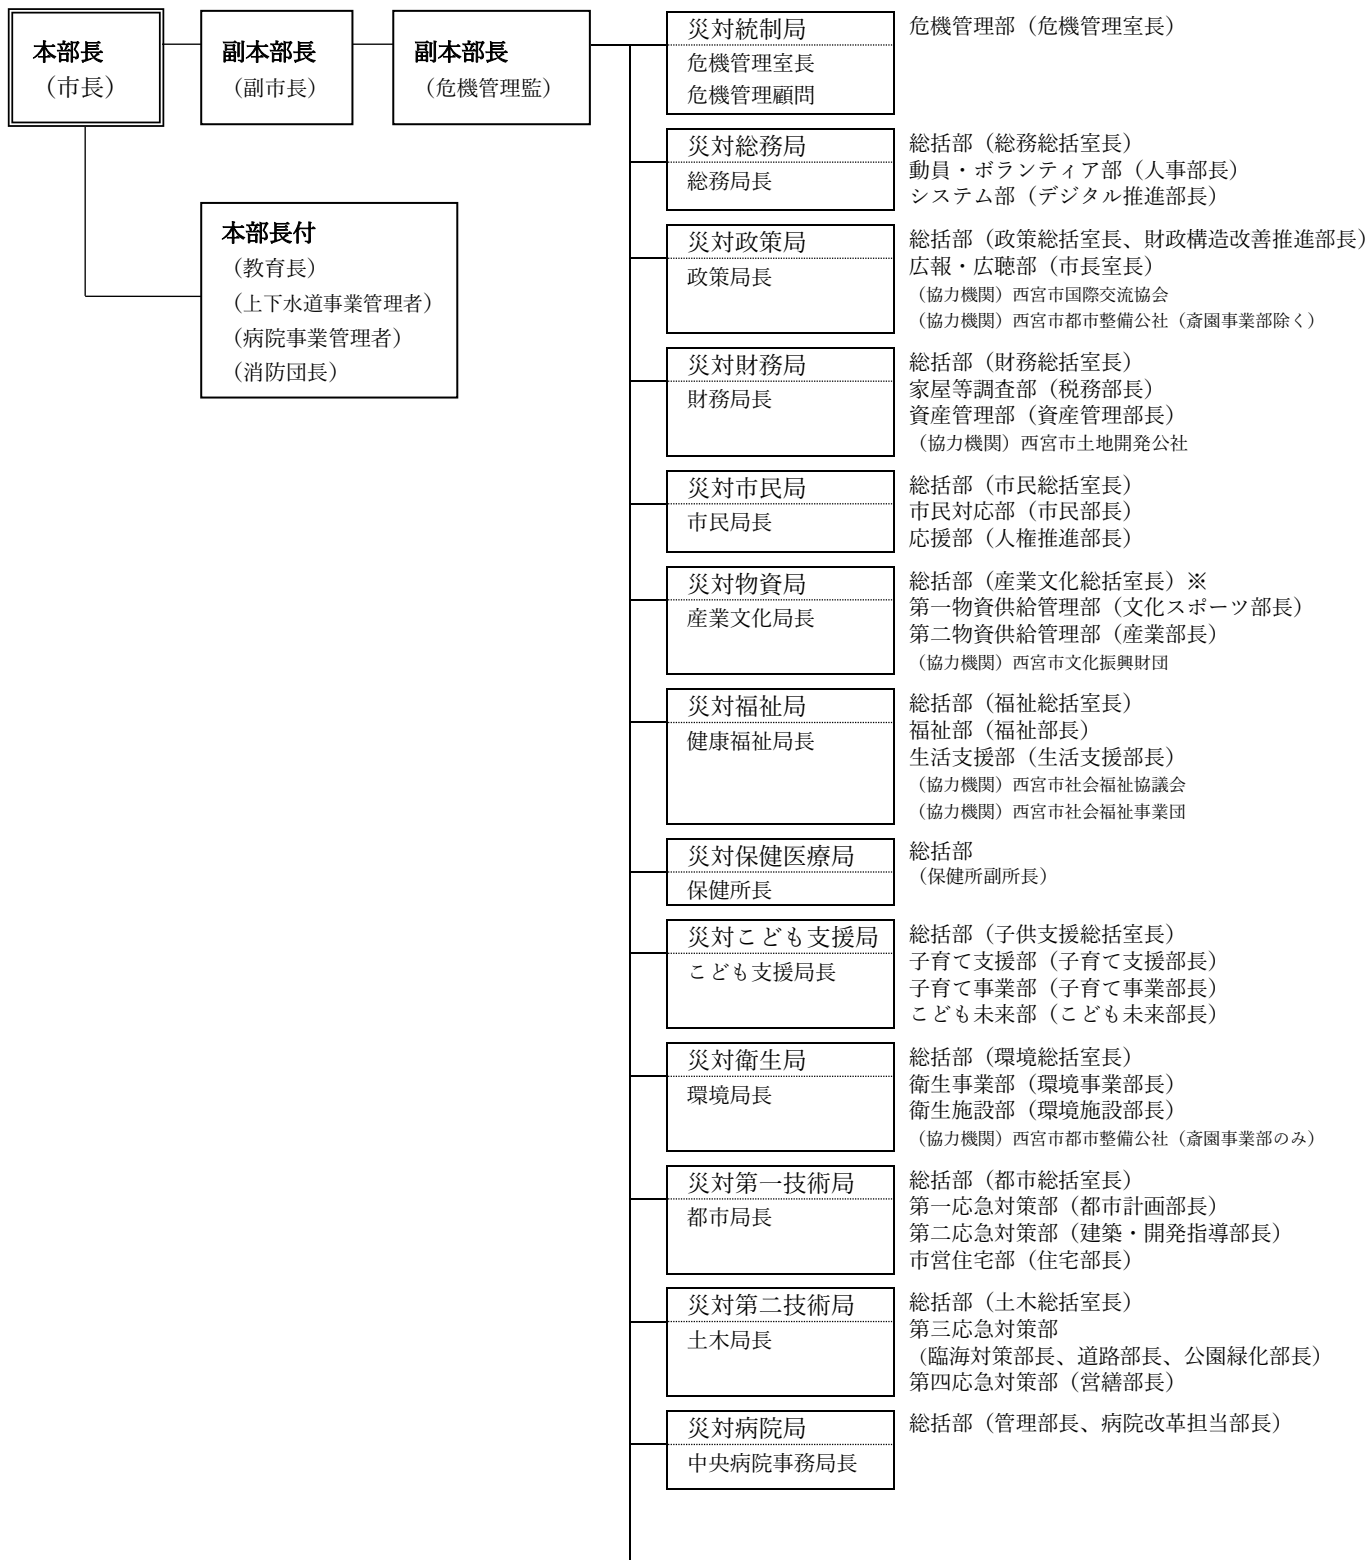 本部長
（市長）
副本部長
（副市長）
副本部長
（危機管理監）
本部長付
（教育長）
（上下水道事業管理者）
（病院事業管理者）
（消防団長）
災対統制局
危機管理室長
危機管理顧問
危機管理部（危機管理室長）
災対総務局
総務局長
総括部（総務総括室長）
動員・ボランティア部（人事部長）
システム部（デジタル推進部長）
災対政策局
政策局長
総括部（政策総括室長、財政構造改善推進部長）
広報・広聴部（市長室長）
（協力機関）西宮市国際交流協会
（協力機関）西宮市都市整備公社（斎園事業部除く）
災対財務局
財務局長
総括部（財務総括室長）
家屋等調査部（税務部長）
資産管理部（資産管理部長）
（協力機関）西宮市土地開発公社
災対市民局
市民局長
総括部（市民総括室長）
市民対応部（市民部長）
応援部（人権推進部長）
災対物資局
産業文化局長
総括部（産業文化総括室長）※
第一物資供給管理部（文化スポーツ部長）
第二物資供給管理部（産業部長）
（協力機関）西宮市文化振興財団
災対福祉局
健康福祉局長
総括部（福祉総括室長）
福祉部（福祉部長）
生活支援部（生活支援部長）
（協力機関）西宮市社会福祉協議会
（協力機関）西宮市社会福祉事業団
災対保健医療局
保健所長
総括部
（保健所副所長）
災対こども支援局
こども支援局長
総括部（子供支援総括室長）
子育て支援部（子育て支援部長）
子育て事業部（子育て事業部長）
こども未来部（こども未来部長）
災対衛生局
環境局長
総括部（環境総括室長）
衛生事業部（環境事業部長）
衛生施設部（環境施設部長）
（協力機関）西宮市都市整備公社（斎園事業部のみ）
災対第一技術局
都市局長
総括部（都市総括室長）
第一応急対策部（都市計画部長）
第二応急対策部（建築・開発指導部長）
市営住宅部（住宅部長）
災対第二技術局
土木局長
総括部（土木総括室長）
第三応急対策部
（臨海対策部長、道路部長、公園緑化部長）
第四応急対策部（営繕部長）
災対病院局
中央病院事務局長
総括部（管理部長、病院改革担当部長）